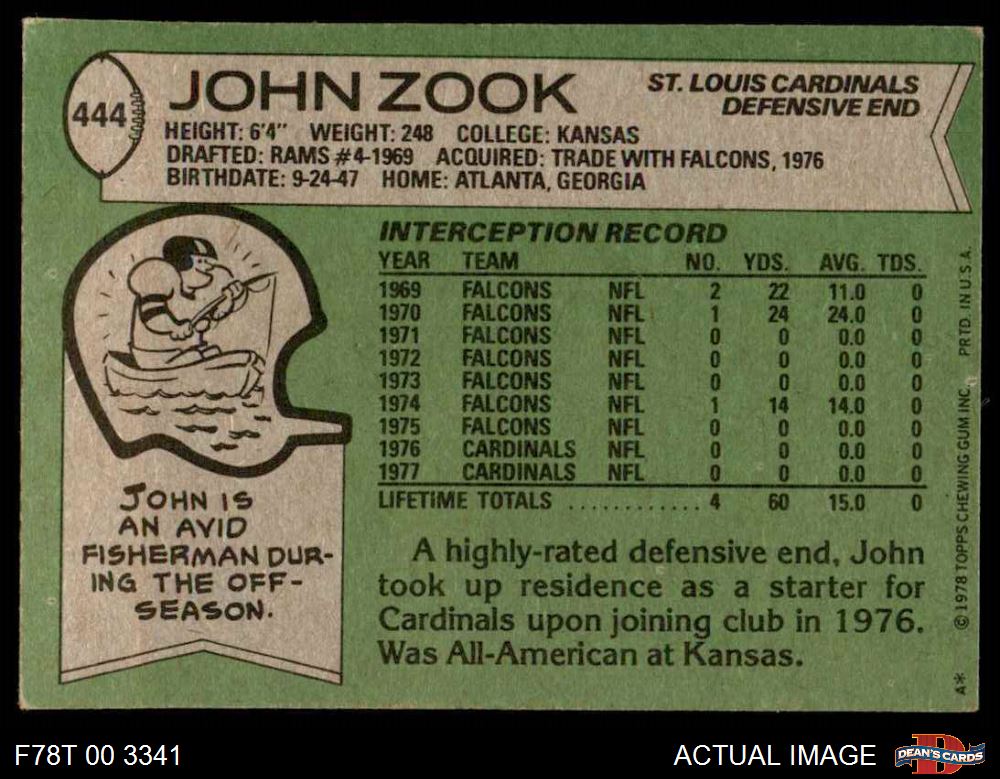 444
JOHN ZOOK
ST. LOUIS CARDINALS
DEFENSIVE END
HEIGHT: 6'4" WEIGHT: 248 COLLEGE: KANSAS
DRAFTED: RAMS #4-1969 ACQUIRED: TRADE WITH FALCONS, 1976
BIRTHDATE: 9-24-47 HOME: ATLANTA, GEORGIA
INTERCEPTION RECORD
YEAR TEAM NO. YDS. AVG. TDS.
1969 FALCONS NFL 2 22 11.0 0
1970 FALCONS NFL 1 24 24.0 0
1971 FALCONS NFL 0 0 0.0 0
1972 FALCONS NFL 0 0 0.0 0
1973 FALCONS NFL 0 0 0.0 0
1974 FALCONS NFL 1 14 14.0 0
1975 FALCONS NFL 0 0 0.0 0
1976 CARDINALS NFL 0 0 0.0 0
1977 CARDINALS NFL 0 0 0.0 0
LIFETIME TOTALS ............ 4 60 15.0 0
JOHN IS
AN AVID
FISHERMAN DUR-
ING THE OFF-
SEASON.
A highly-rated defensive end, John
took up residence as a starter for
Cardinals upon joining club in 1976.
Was All-American at Kansas.
A* © 1978 TOPPS CHEWING GUM INC. PRTD. IN U.S.A.
F78T 00 3341
ACTUAL IMAGE
D
DEAN'S CARDS